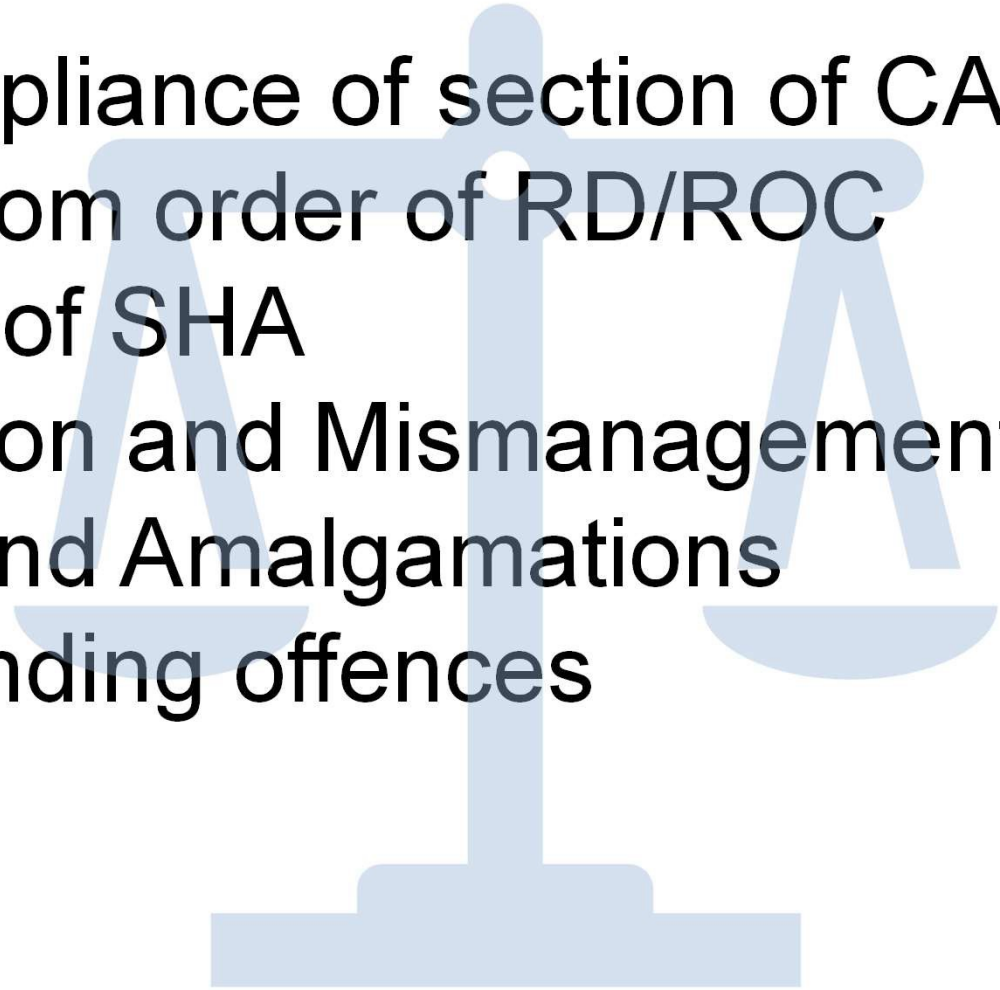 pliance of section of CA
om order of RD/ROC
of SHA
on and Mismanagement
nd Amalgamations
nding offences